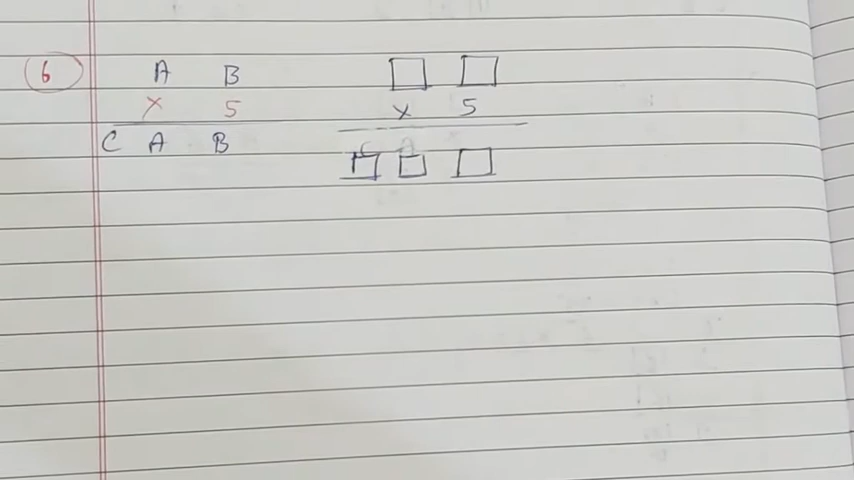 6 A B □ □
× 5 × 5
C A B □ □ □